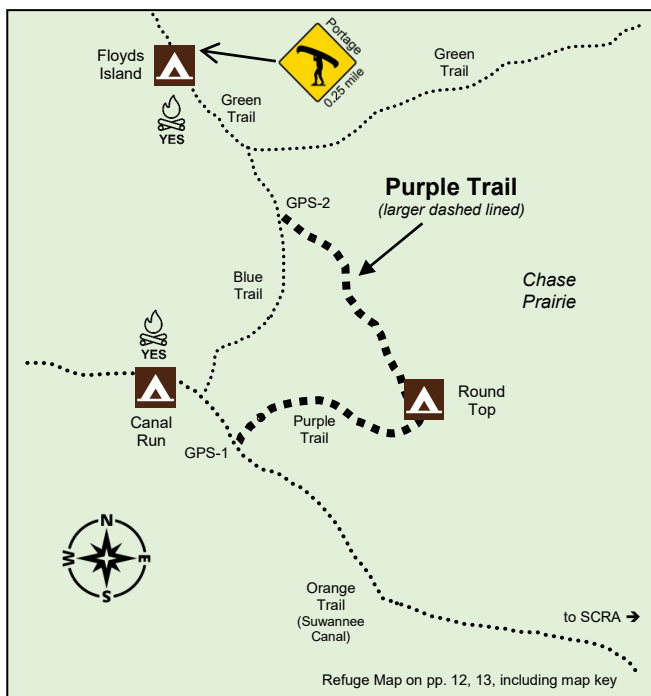 Floyds
Island
YES
Portage
0.25 mile
Green
Trail
Green
Trail
Purple Trail
(larger dashed lined)
GPS-2
Blue
Trail
Chase
Prairie
YES
Canal
Run
GPS-1
Purple
Trail
Round
Top
N
W
E
S
Orange
Trail
(Suwannee
Canal)
to SCRA →
Refuge Map on pp. 12, 13, including map key